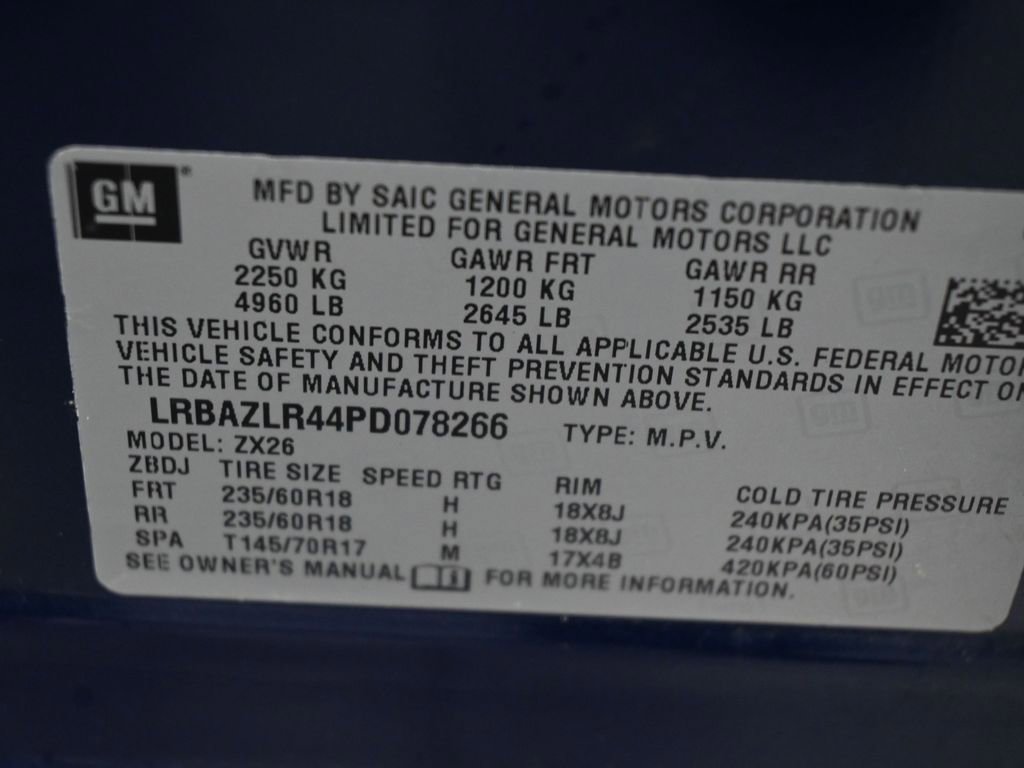 GM
MFD BY SAIC GENERAL MOTORS CORPORATION
LIMITED FOR GENERAL MOTORS LLC
GVWR GAWR FRT GAWR RR
2250 KG 1200 KG 1150 KG
4960 LB 2645 LB 2535 LB
THIS VEHICLE CONFORMS TO ALL APPLICABLE U.S. FEDERAL MOTOR
VEHICLE SAFETY AND THEFT PREVENTION STANDARDS IN EFFECT ON
THE DATE OF MANUFACTURE SHOWN ABOVE.
LRBAZLR44PD078266 TYPE: M.P.V.
MODEL: ZX26
ZBDJ TIRE SIZE SPEED RTG RIM COLD TIRE PRESSURE
FRT 235/60R18 H 18X8J 240KPA(35PSI)
RR 235/60R18 H 18X8J 240KPA(35PSI)
SPA T145/70R17 M 17X4B 420KPA(60PSI)
SEE OWNER'S MANUAL FOR MORE INFORMATION.